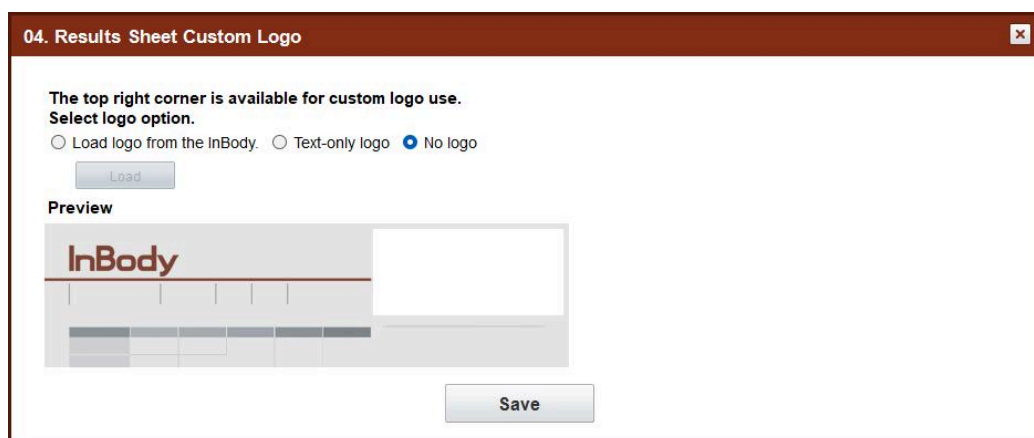 04. Results Sheet Custom Logo
The top right corner is available for custom logo use.
Select logo option.
Load logo from the InBody. Text-only logo No logo
Load
Preview
InBody
Save